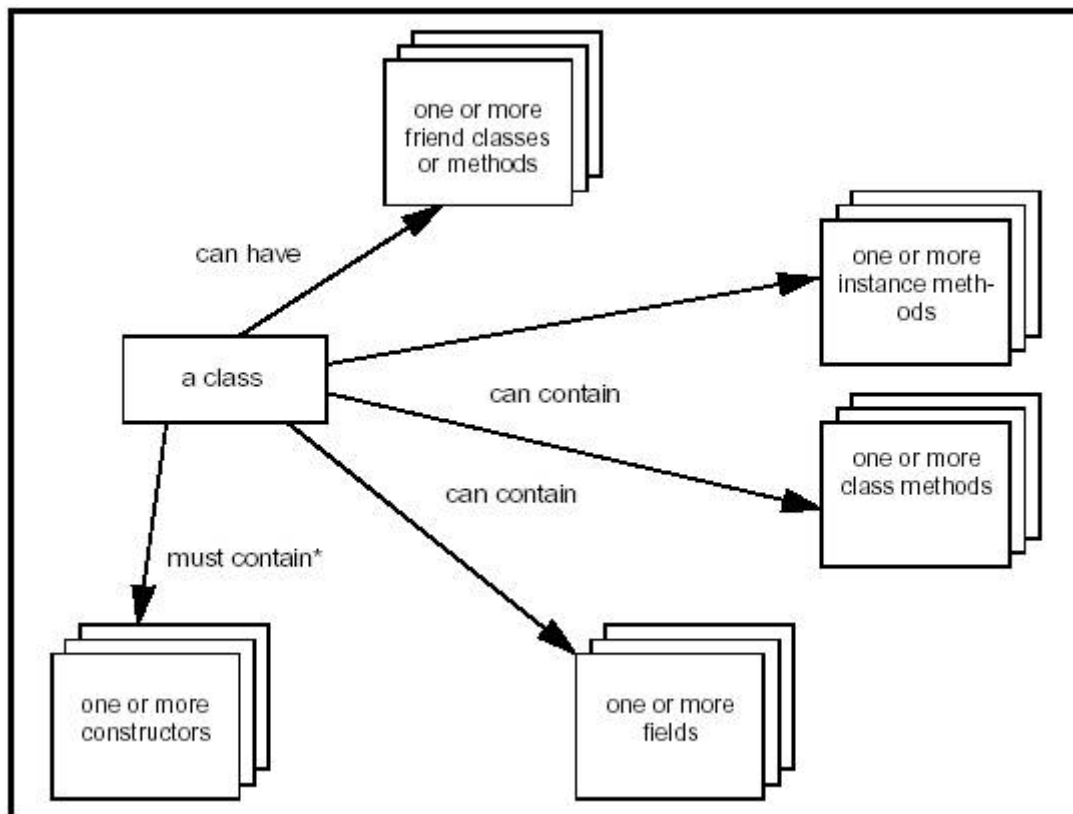 one or more
friend classes
or methods
can have
one or more
instance meth-
ods
a class
can contain
one or more
class methods
can contain
must contain*
one or more
constructors
one or more
fields